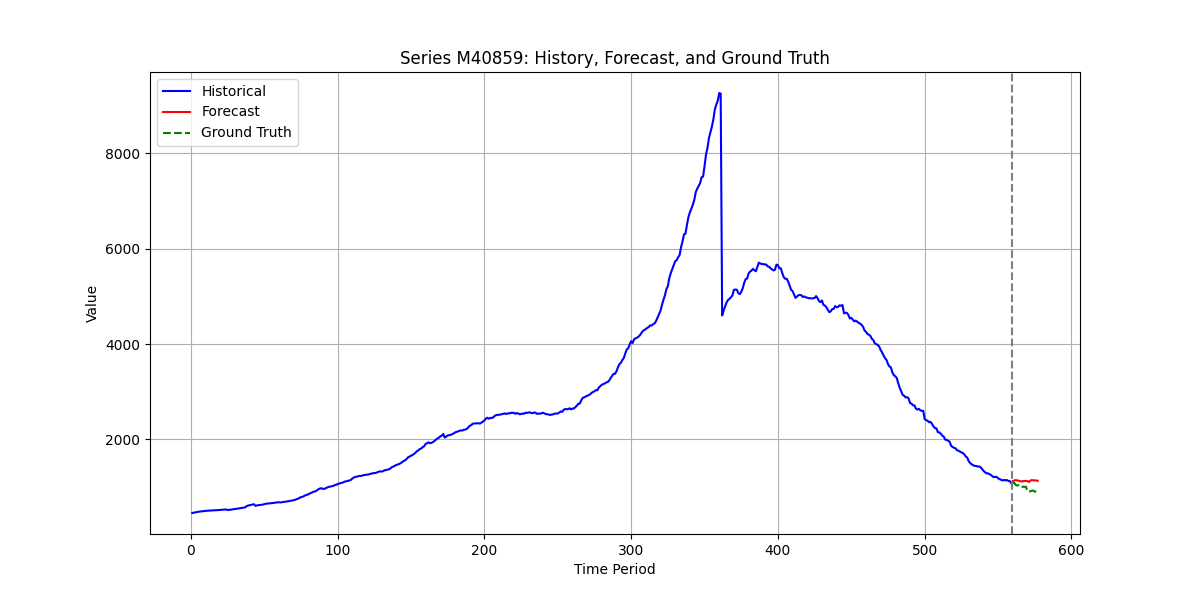 Series M40859: History, Forecast, and Ground Truth
Historical
Forecast
Ground Truth
8000
6000
4000
2000
Value
0
100
200
300
400
500
600
Time Period